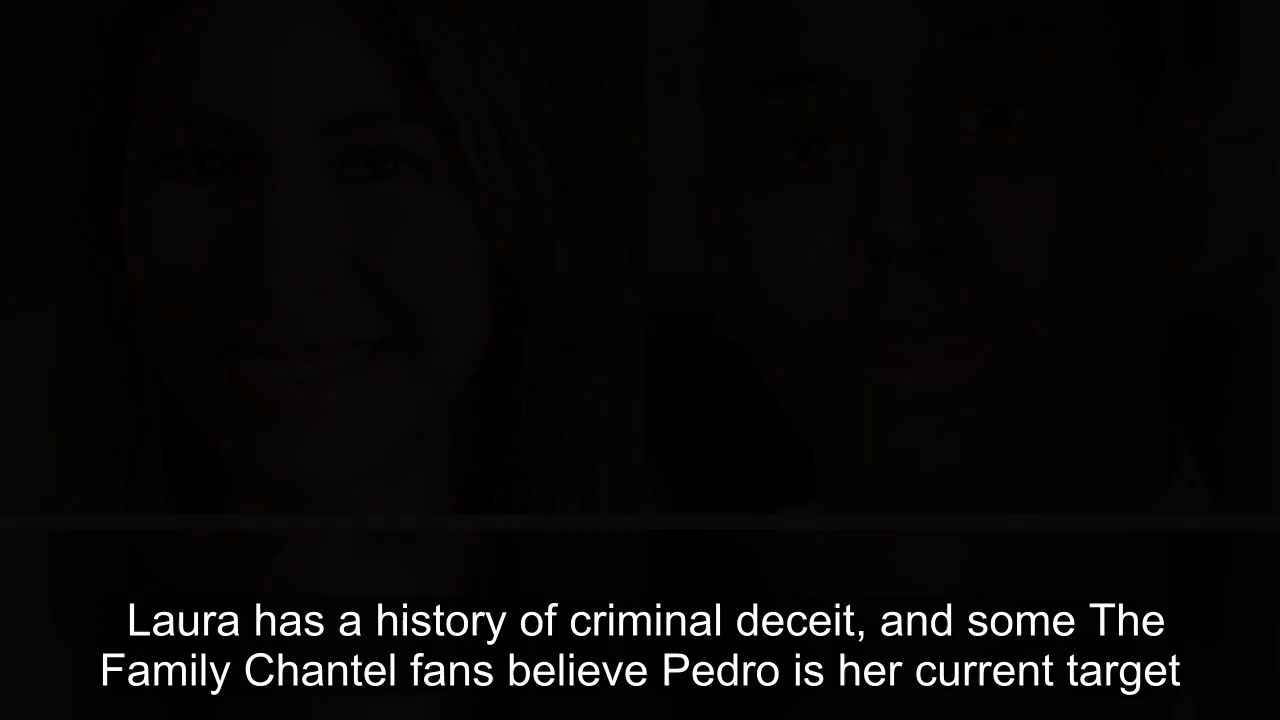 Laura has a history of criminal deceit, and some The
Family Chantel fans believe Pedro is her current target